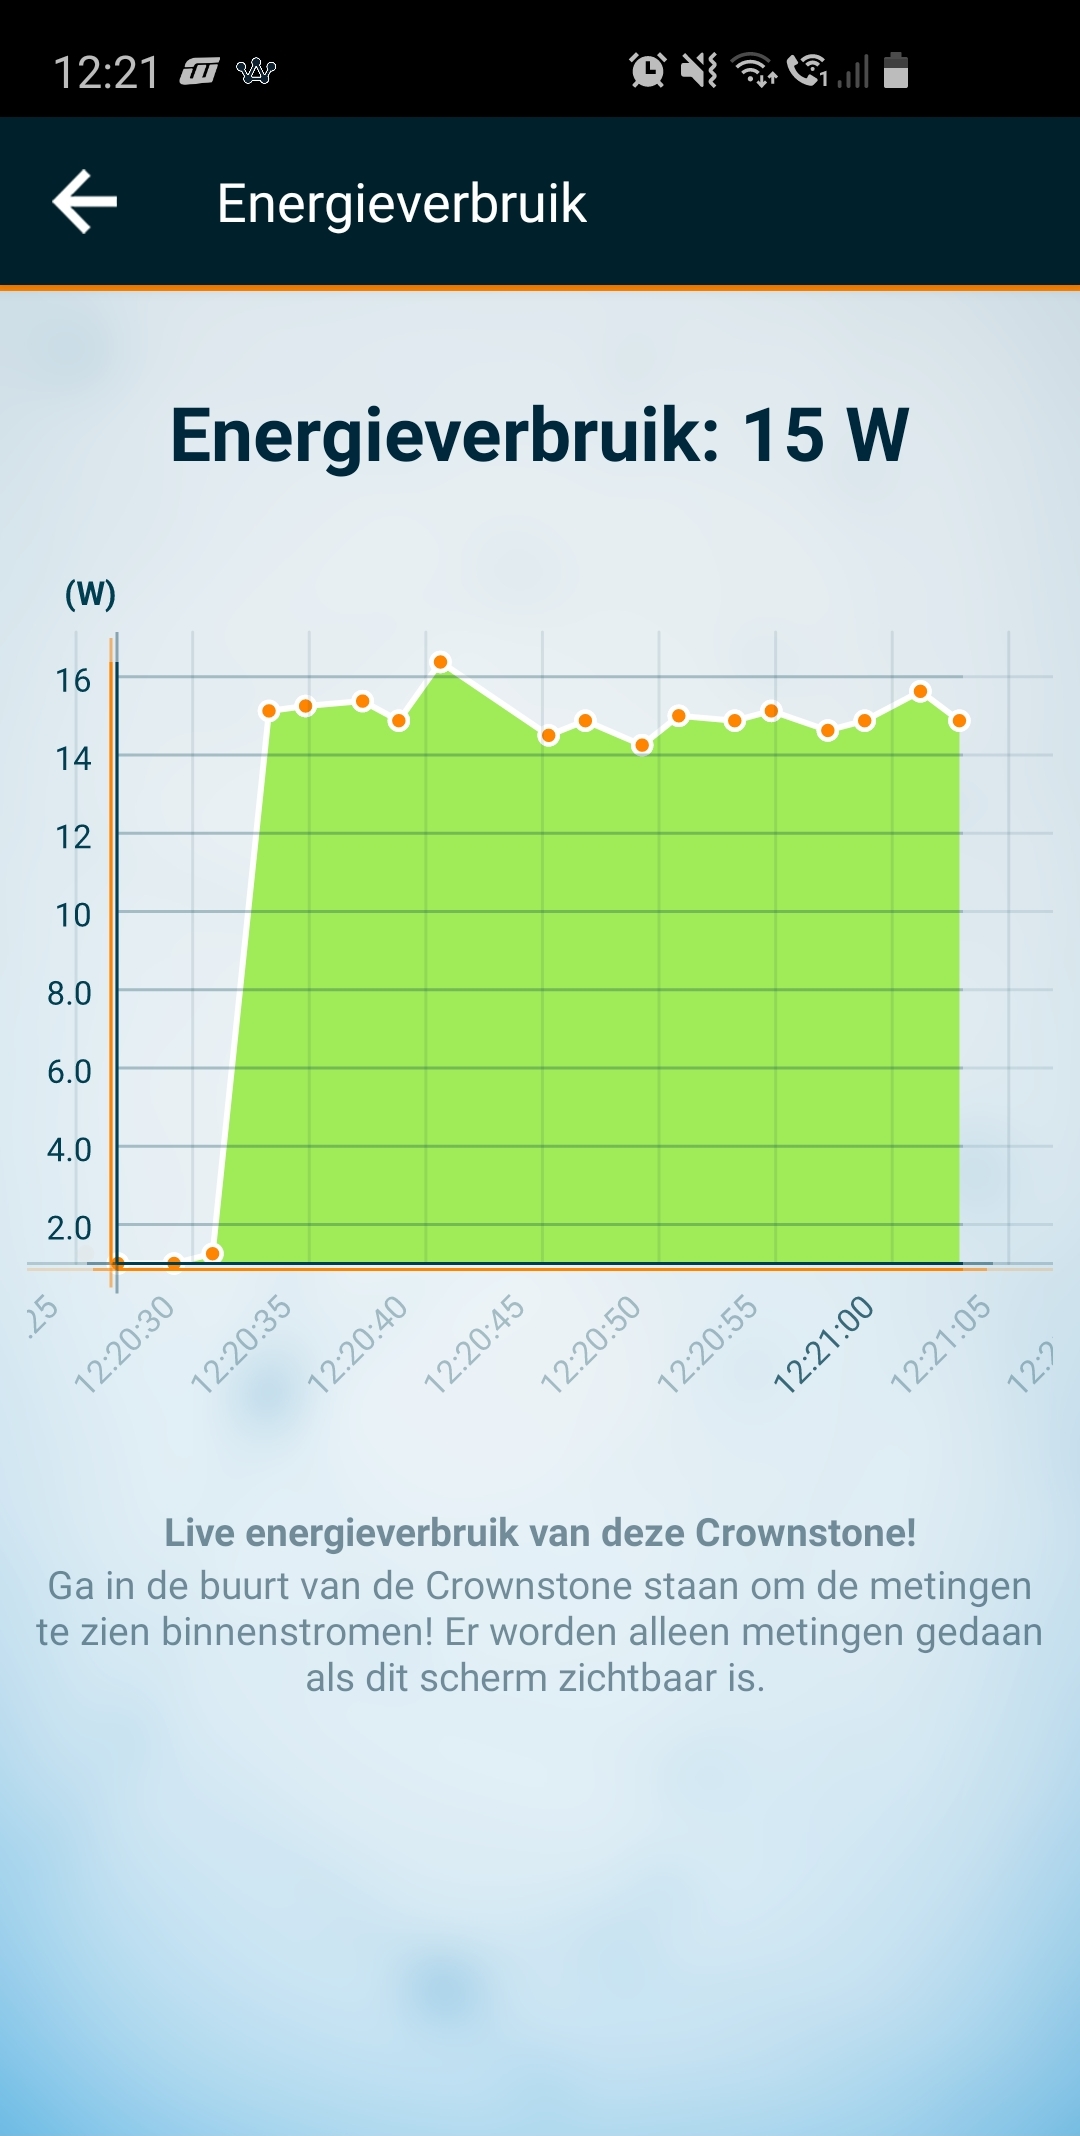 12:21
1
Energieverbruik
Energieverbruik: 15 W
(W)
16
14
12
10
8.0
6.0
4.0
2.0
:25
12:20:30
12:20:35
12:20:40
12:20:45
12:20:50
12:20:55
12:21:00
12:21:05
12:2
Live energieverbruik van deze Crownstone!
Ga in de buurt van de Crownstone staan om de metingen
te zien binnenstromen! Er worden alleen metingen gedaan
als dit scherm zichtbaar is.